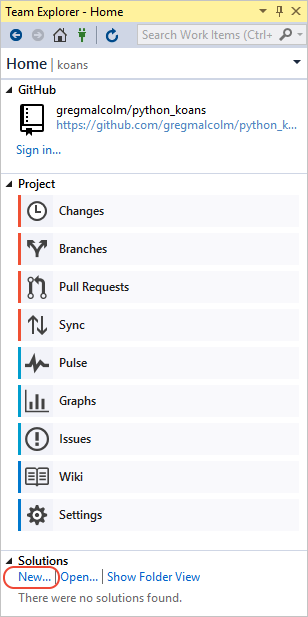 Team Explorer - Home
Search Work Items (Ctrl+
Home | koans
GitHub
gregmalcolm/python_koans
https://github.com/gregmalcolm/python_k...
Sign in...
Project
Changes
Branches
Pull Requests
Sync
Pulse
Graphs
Issues
Wiki
Settings
Solutions
New... | Open... | Show Folder View
There were no solutions found.